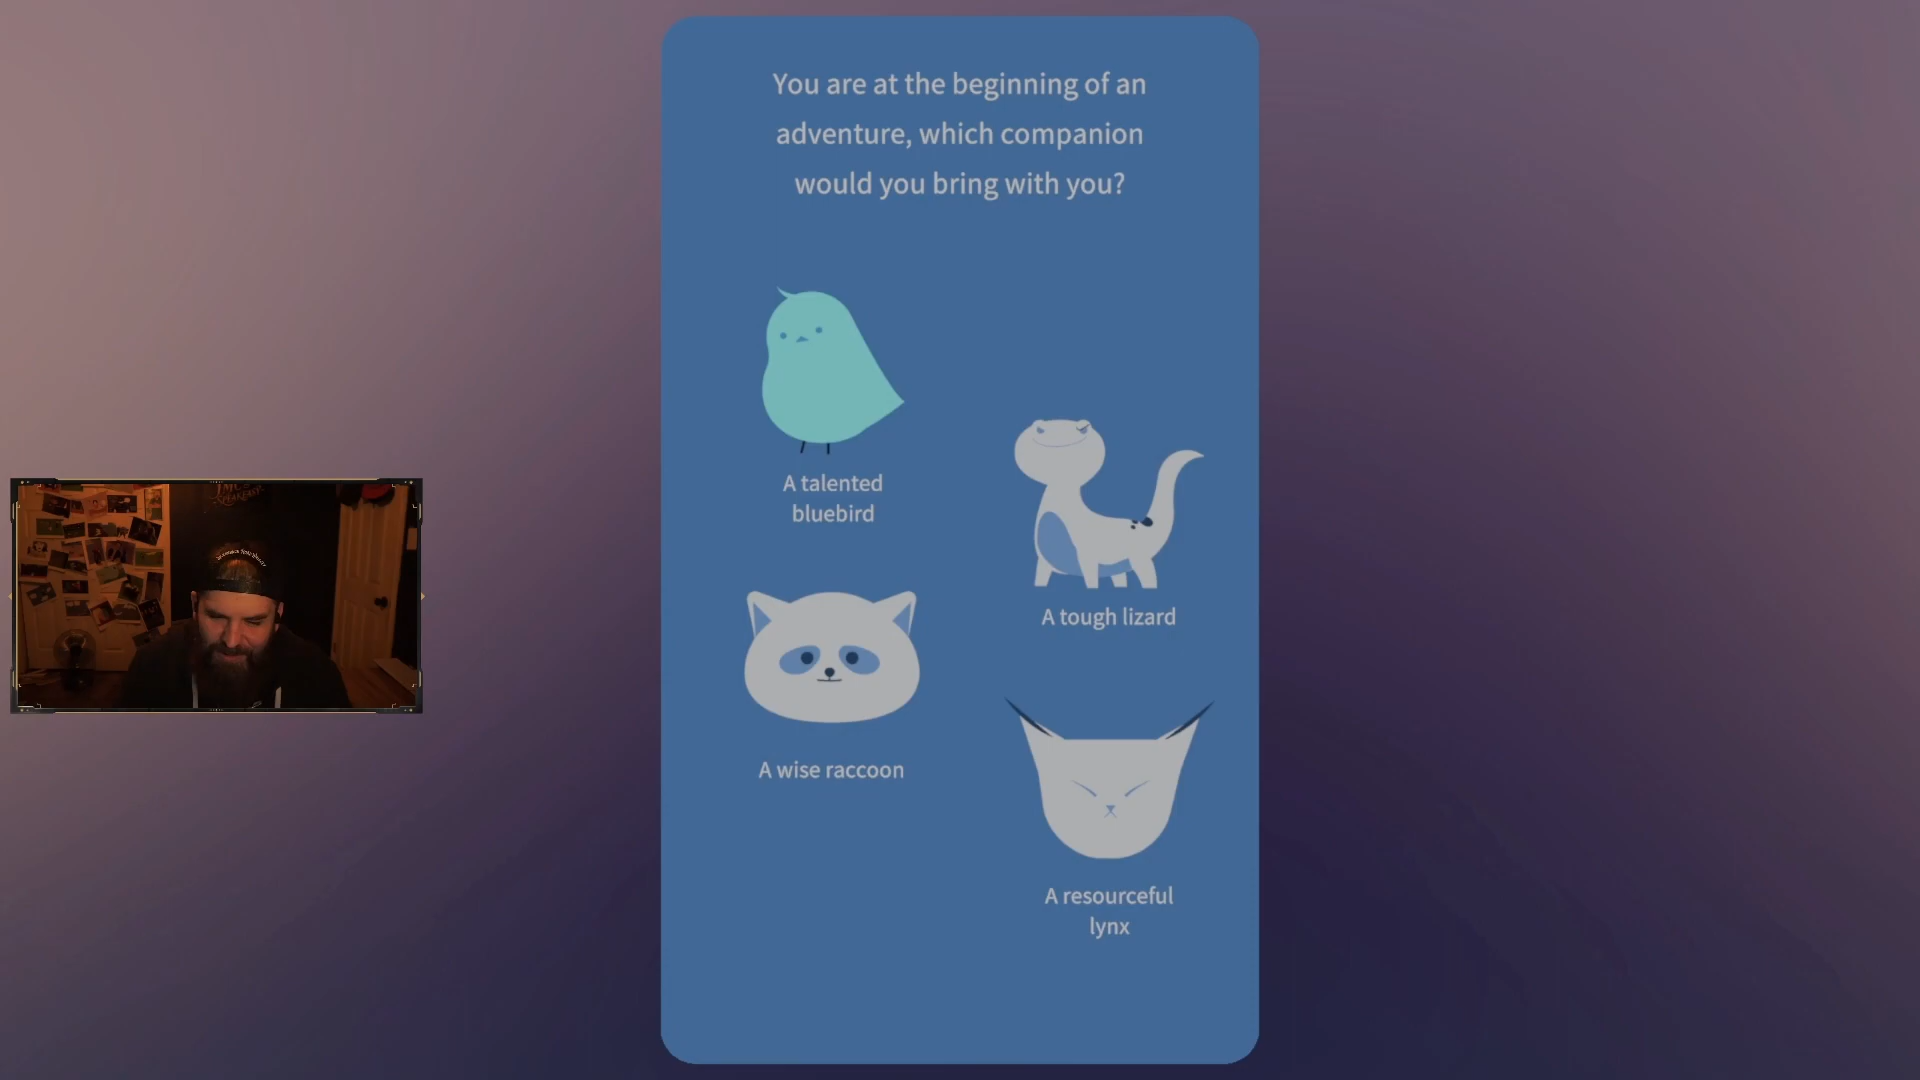 You are at the beginning of an
adventure, which companion
would you bring with you?
A talented
bluebird
A tough lizard
A wise raccoon
A resourceful
lynx